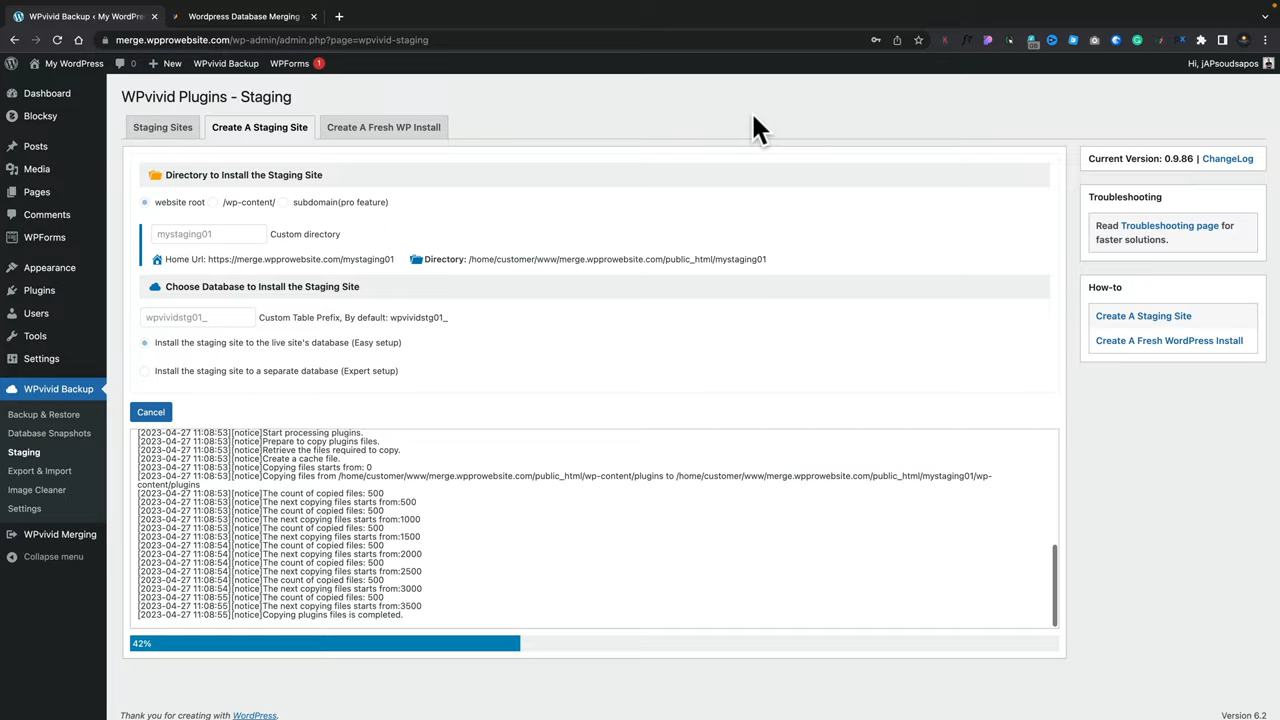 WPvivid Backup ‹ My WordPre
Wordpress Database Merging -
merge.wpprowebsite.com/wp-admin/admin.php?page=wpvivid-staging
My WordPress
0
New
WPvivid Backup
WPForms
1
Hi, jAPsoudsapos
Dashboard
Blocksy
Posts
Media
Pages
Comments
WPForms
Appearance
Plugins
Users
Tools
Settings
WPvivid Backup
Backup & Restore
Database Snapshots
Staging
Export & Import
Image Cleaner
Settings
WPvivid Merging
Collapse menu
WPvivid Plugins - Staging
Staging Sites
Create A Staging Site
Create A Fresh WP Install
Directory to Install the Staging Site
website root
/wp-content/
subdomain(pro feature)
mystaging01
Custom directory
Home Url: https://merge.wpprowebsite.com/mystaging01
Directory: /home/customer/www/merge.wpprowebsite.com/public_html/mystaging01
Choose Database to Install the Staging Site
wpvividstg01_
Custom Table Prefix, By default: wpvividstg01_
Install the staging site to the live site's database (Easy setup)
Install the staging site to a separate database (Expert setup)
Cancel
[2023-04-27 11:08:53][notice]Start processing plugins.
[2023-04-27 11:08:53][notice]Prepare to copy plugins files.
[2023-04-27 11:08:53][notice]Retrieve the files required to copy.
[2023-04-27 11:08:53][notice]Create a cache file.
[2023-04-27 11:08:53][notice]Copying files starts from: 0
[2023-04-27 11:08:53][notice]Copying files from /home/customer/www/merge.wpprowebsite.com/public_html/wp-content/plugins to /home/customer/www/merge.wpprowebsite.com/public_html/mystaging01/wp-
content/plugins
[2023-04-27 11:08:53][notice]The count of copied files: 500
[2023-04-27 11:08:53][notice]The next copying files starts from:500
[2023-04-27 11:08:53][notice]The count of copied files: 500
[2023-04-27 11:08:53][notice]The next copying files starts from:1000
[2023-04-27 11:08:53][notice]The count of copied files: 500
[2023-04-27 11:08:53][notice]The next copying files starts from:1500
[2023-04-27 11:08:54][notice]The count of copied files: 500
[2023-04-27 11:08:54][notice]The next copying files starts from:2000
[2023-04-27 11:08:54][notice]The count of copied files: 500
[2023-04-27 11:08:54][notice]The next copying files starts from:2500
[2023-04-27 11:08:54][notice]The count of copied files: 500
[2023-04-27 11:08:54][notice]The next copying files starts from:3000
[2023-04-27 11:08:55][notice]The count of copied files: 500
[2023-04-27 11:08:55][notice]The next copying files starts from:3500
[2023-04-27 11:08:55][notice]Copying plugins files is completed.
42%
Current Version: 0.9.86 | ChangeLog
Troubleshooting
Read Troubleshooting page for
faster solutions.
How-to
Create A Staging Site
Create A Fresh WordPress Install
Thank you for creating with WordPress.
Version 6.2